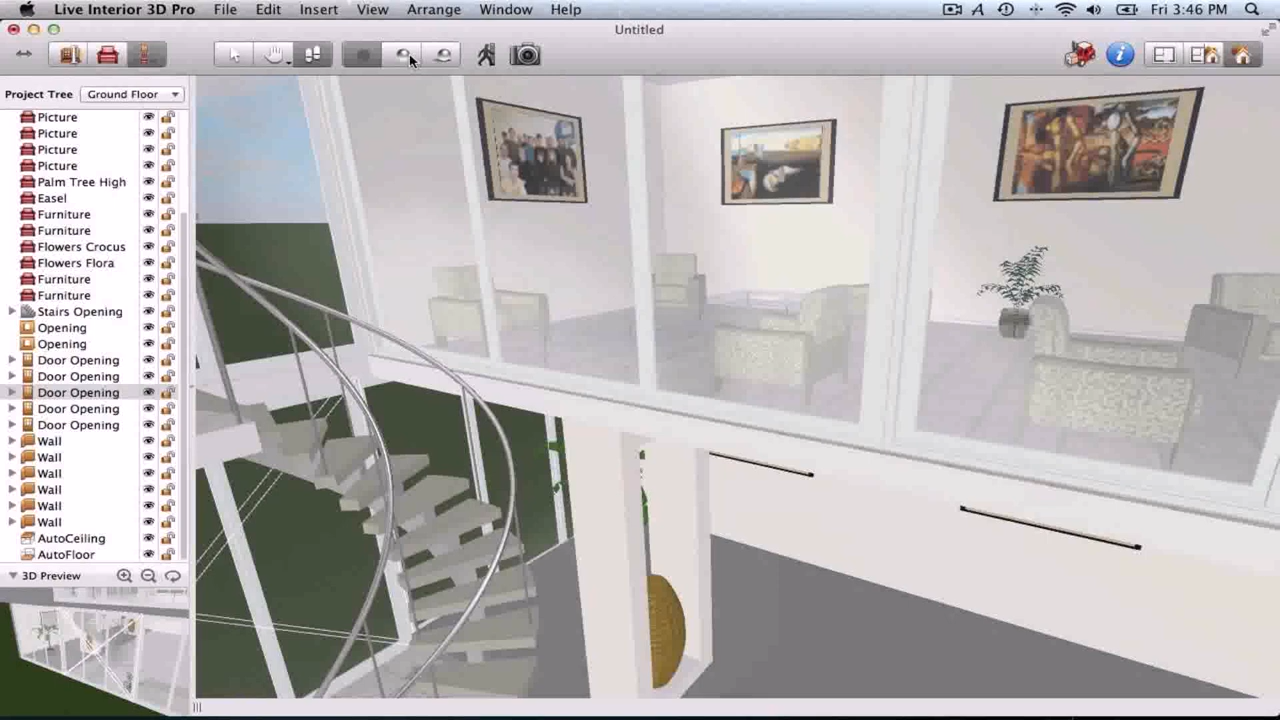 Live Interior 3D Pro File Edit Insert View Arrange Window Help Fri 3:46 PM
Untitled
Project Tree Ground Floor
Picture
Picture
Picture
Picture
Palm Tree High
Easel
Furniture
Furniture
Flowers Crocus
Flowers Flora
Furniture
Furniture
Stairs Opening
Opening
Opening
Door Opening
Door Opening
Door Opening
Door Opening
Door Opening
Wall
Wall
Wall
Wall
Wall
Wall
AutoCeiling
AutoFloor
3D Preview